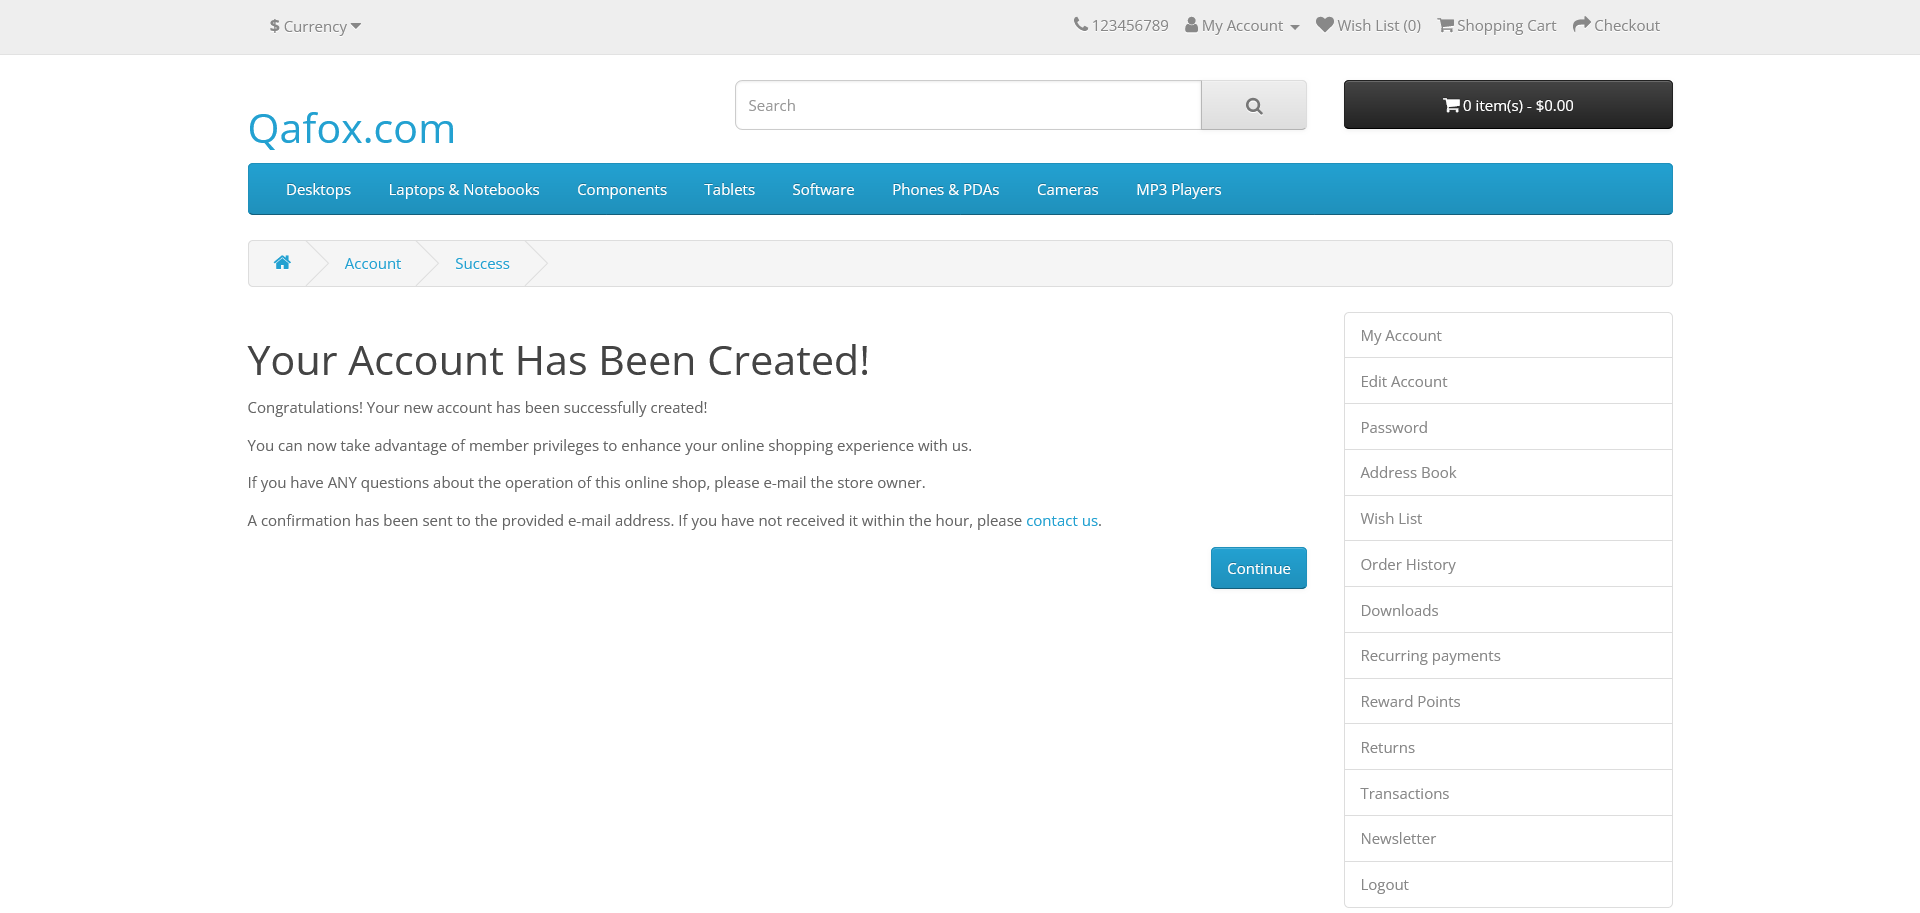 $ Currency
123456789 My Account Wish List (0) Shopping Cart Checkout
Search
0 item(s) - $0.00
Qafox.com
Desktops Laptops & Notebooks Components Tablets Software Phones & PDAs Cameras MP3 Players
Account Success
Your Account Has Been Created!
Congratulations! Your new account has been successfully created!
You can now take advantage of member privileges to enhance your online shopping experience with us.
If you have ANY questions about the operation of this online shop, please e-mail the store owner.
A confirmation has been sent to the provided e-mail address. If you have not received it within the hour, please contact us.
Continue
My Account
Edit Account
Password
Address Book
Wish List
Order History
Downloads
Recurring payments
Reward Points
Returns
Transactions
Newsletter
Logout